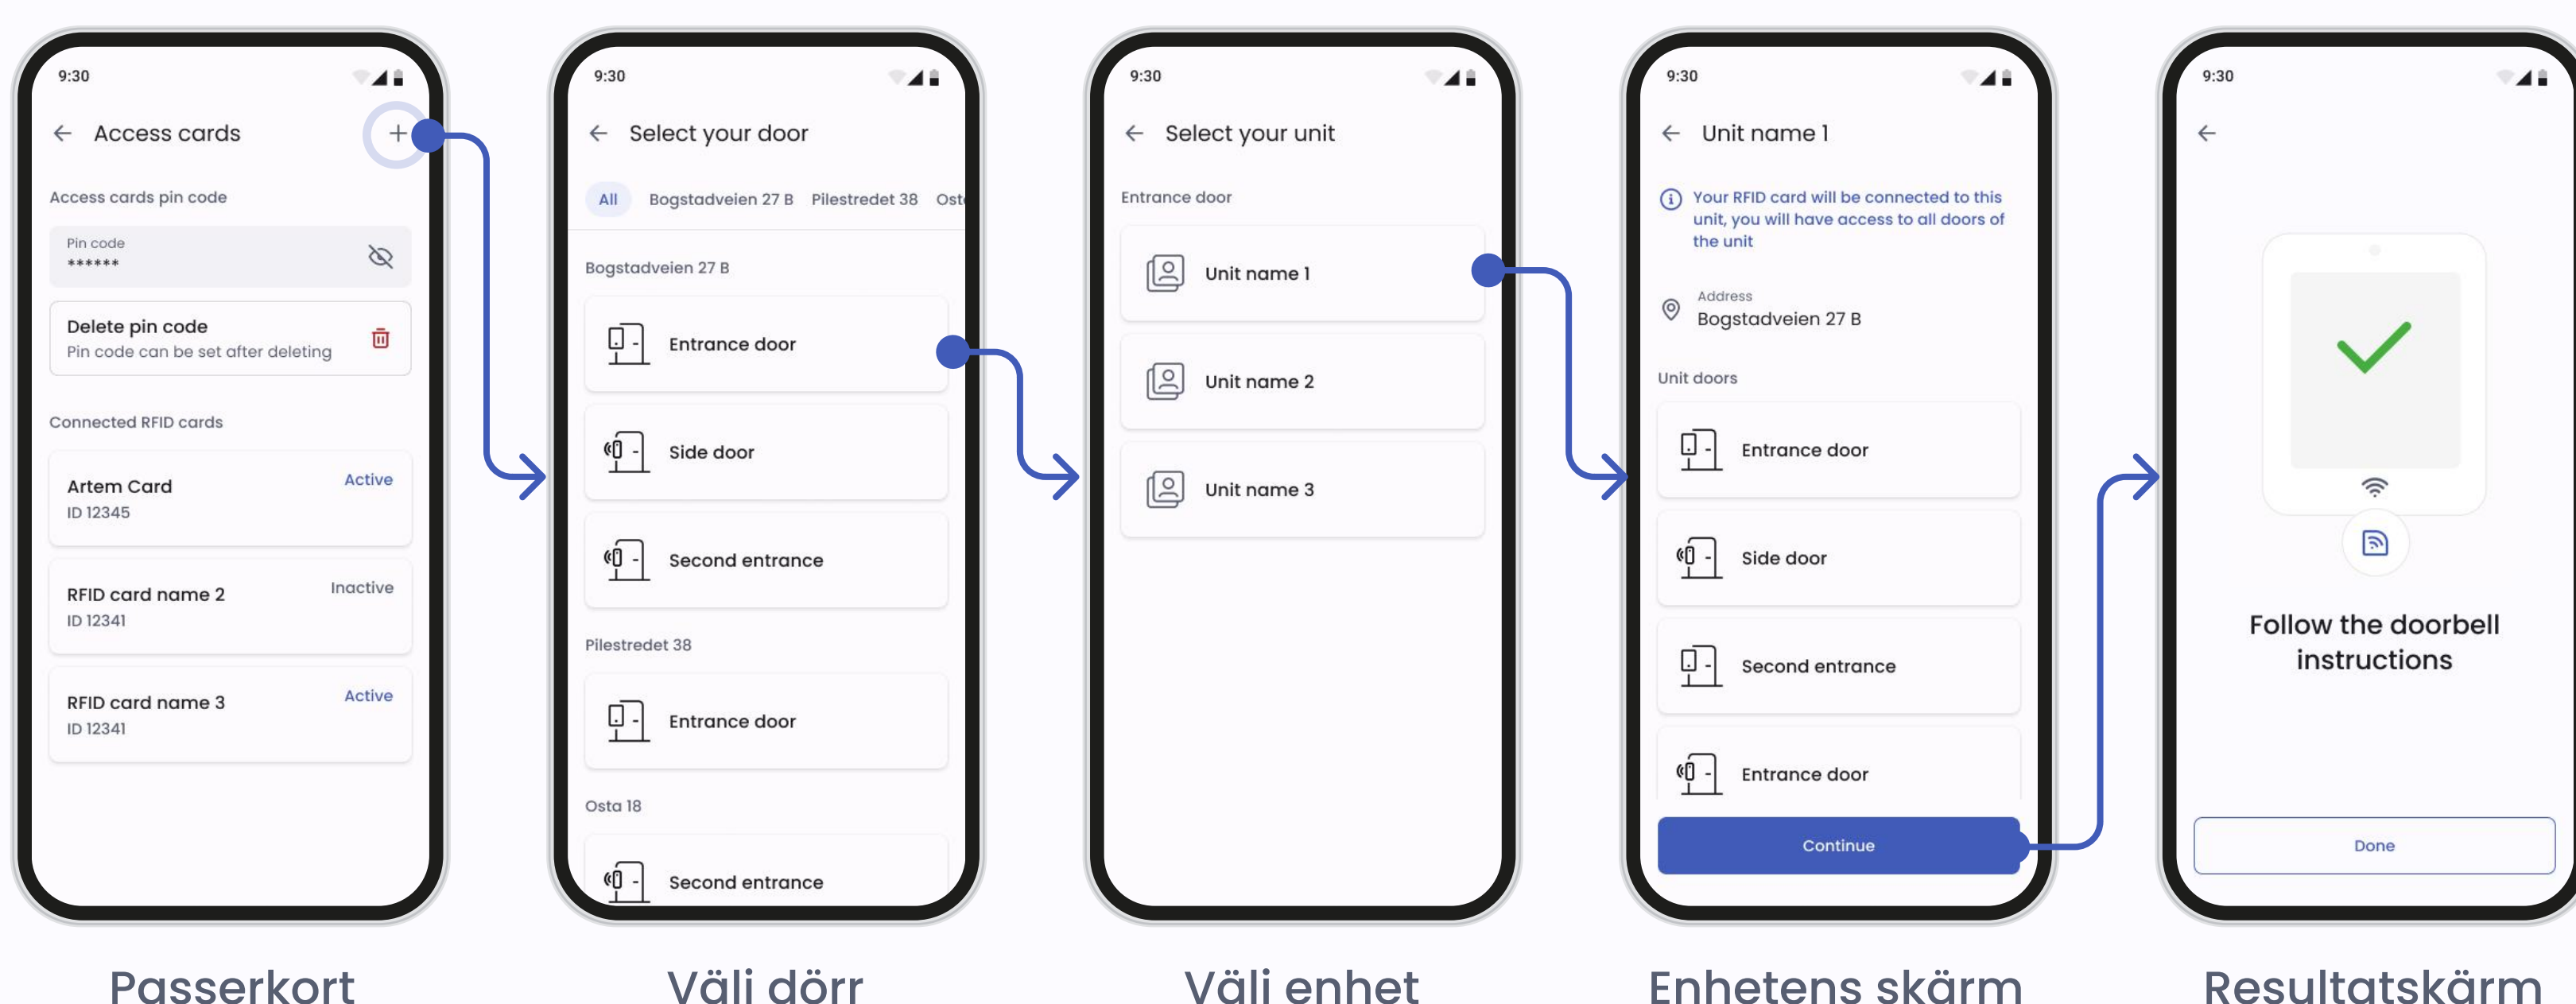 9:30
Access cards
Access cards pin code
Pin code
******
Delete pin code
Pin code can be set after deleting
Connected RFID cards
Artem Card
Active
ID 12345
RFID card name 2
Inactive
ID 12341
RFID card name 3
Active
ID 12341
Passerkort
9:30
Select your door
All
Bogstadveien 27 B
Pilestredet 38
Ost
Bogstadveien 27 B
Entrance door
Side door
Second entrance
Pilestredet 38
Entrance door
Osta 18
Second entrance
Välj dörr
9:30
Select your unit
Entrance door
Unit name 1
Unit name 2
Unit name 3
Välj enhet
9:30
Unit name 1
Your RFID card will be connected to this
unit, you will have access to all doors of
the unit
Address
Bogstadveien 27 B
Unit doors
Entrance door
Side door
Second entrance
Entrance door
Continue
Enhetens skärm
9:30
Follow the doorbell
instructions
Done
Resultatskärm